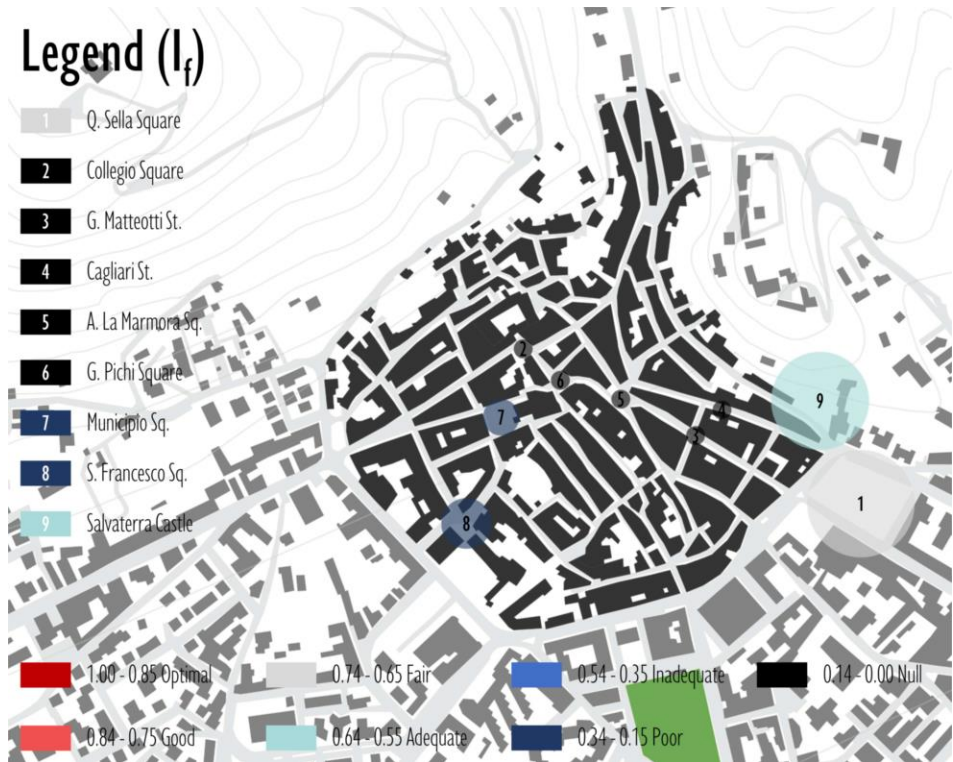 Legend (If)
1 Q. Sella Square
2 Collegio Square
3 G. Matteotti St.
4 Cagliari St.
5 A. La Marmora Sq.
6 G. Pichi Square
7 Municipio Sq.
8 S. Francesco Sq.
9 Salvaterra Castle
2
6
5
4
9
7
3
8
1
1.00 - 0.85 Optimal
0.74 - 0.65 Fair
0.54 - 0.35 Inadequate
0.14 - 0.00 Null
0.84 - 0.75 Good
0.64 - 0.55 Adequate
0.34 - 0.15 Poor